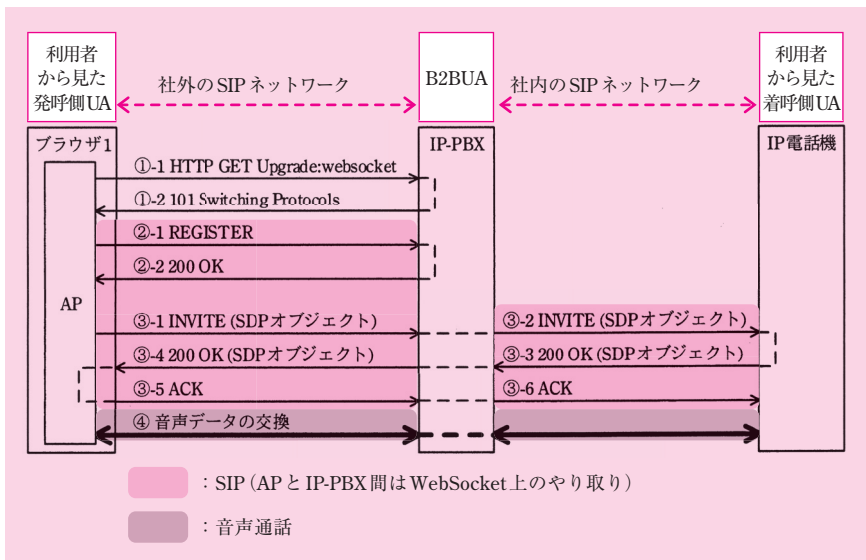 利用者
から見た
発呼側UA
社外のSIPネットワーク
B2BUA
社内のSIPネットワーク
利用者
から見た
着呼側UA
ブラウザ1
IP-PBX
IP電話機
①-1 HTTP GET Upgrade:websocket
①-2 101 Switching Protocols
②-1 REGISTER
②-2 200 OK
AP
③-1 INVITE (SDPオブジェクト)
③-2 INVITE (SDPオブジェクト)
③-4 200 OK (SDPオブジェクト)
③-3 200 OK (SDPオブジェクト)
③-5 ACK
③-6 ACK
④ 音声データの交換
：SIP (APとIP-PBX間はWebSocket上のやり取り)
：音声通話